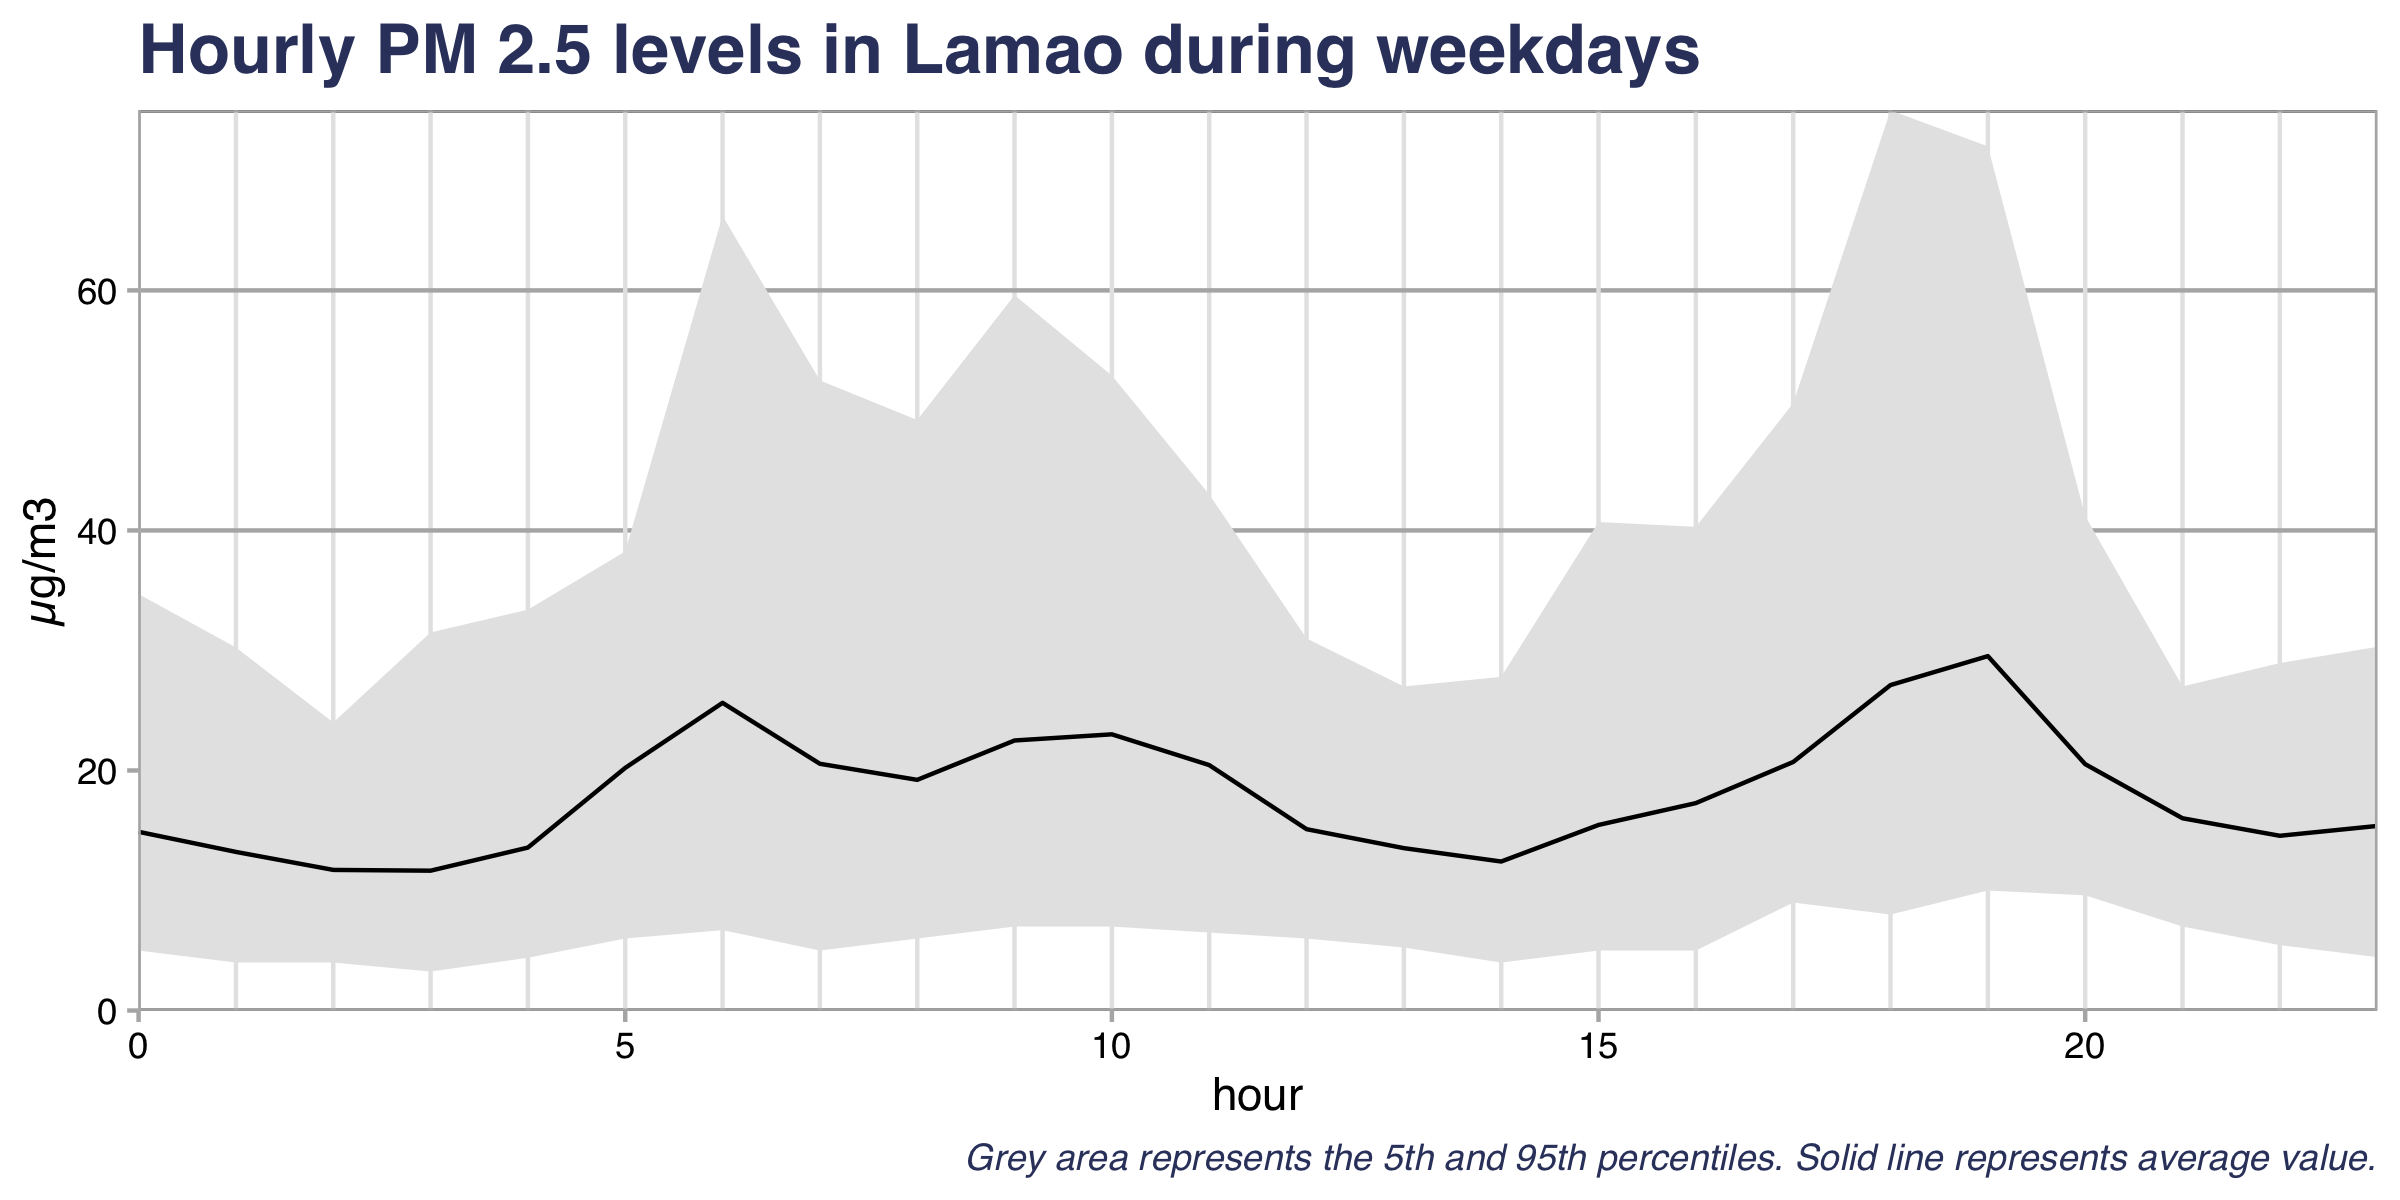 Hourly PM 2.5 levels in Lamao during weekdays
60
40
20
0
µg/m3
0 5 10 15 20
hour
Grey area represents the 5th and 95th percentiles. Solid line represents average value.